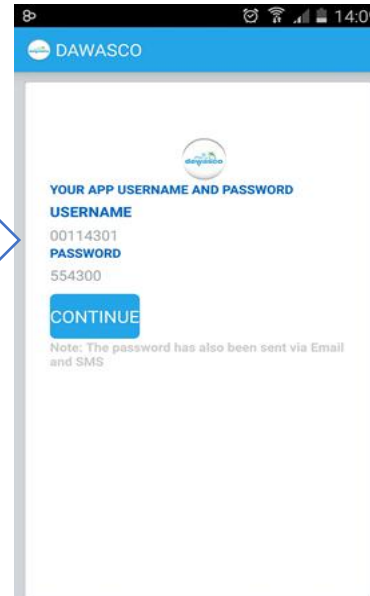 14:09
DAWASCO
dawasco
YOUR APP USERNAME AND PASSWORD
USERNAME
00114301
PASSWORD
554300
CONTINUE
Note: The password has also been sent via Email
and SMS